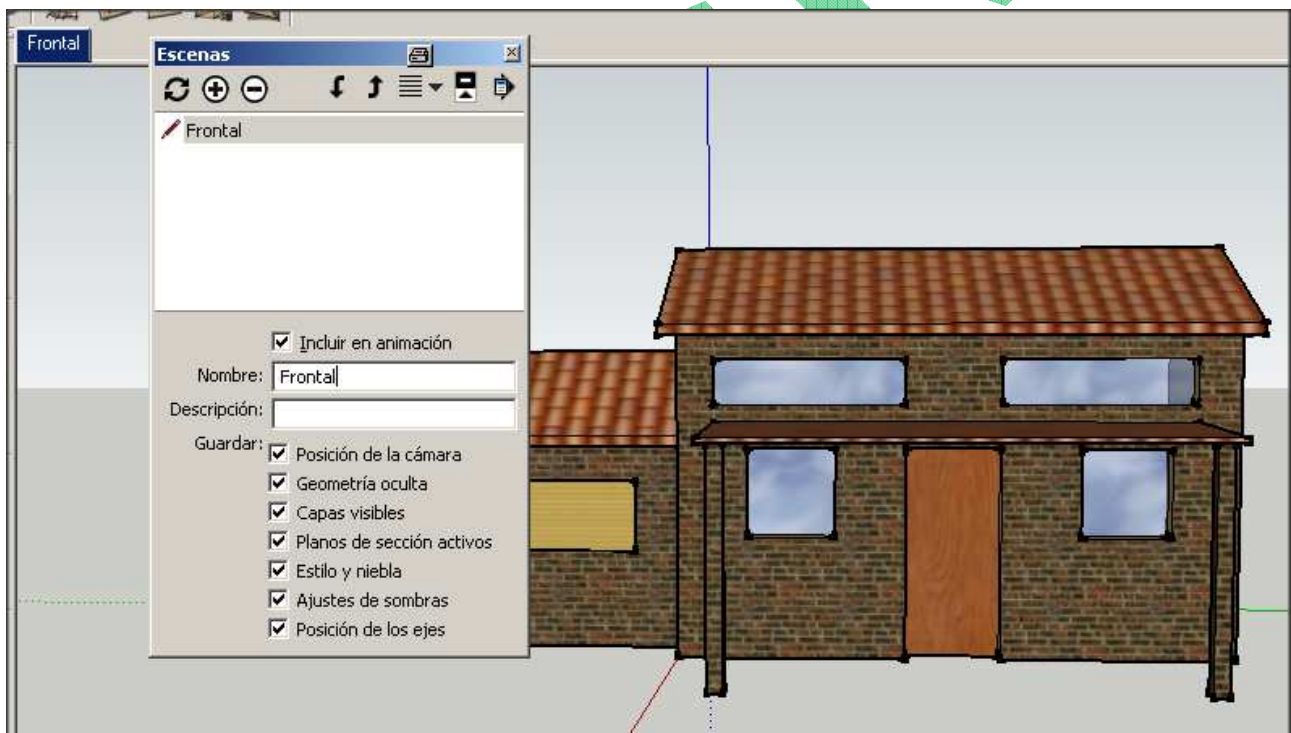 Frontal
Escenas
Frontal
Incluir en animación
Nombre: Frontal
Descripción:
Guardar:
Posición de la cámara
Geometría oculta
Capas visibles
Planos de sección activos
Estilo y niebla
Ajustes de sombras
Posición de los ejes